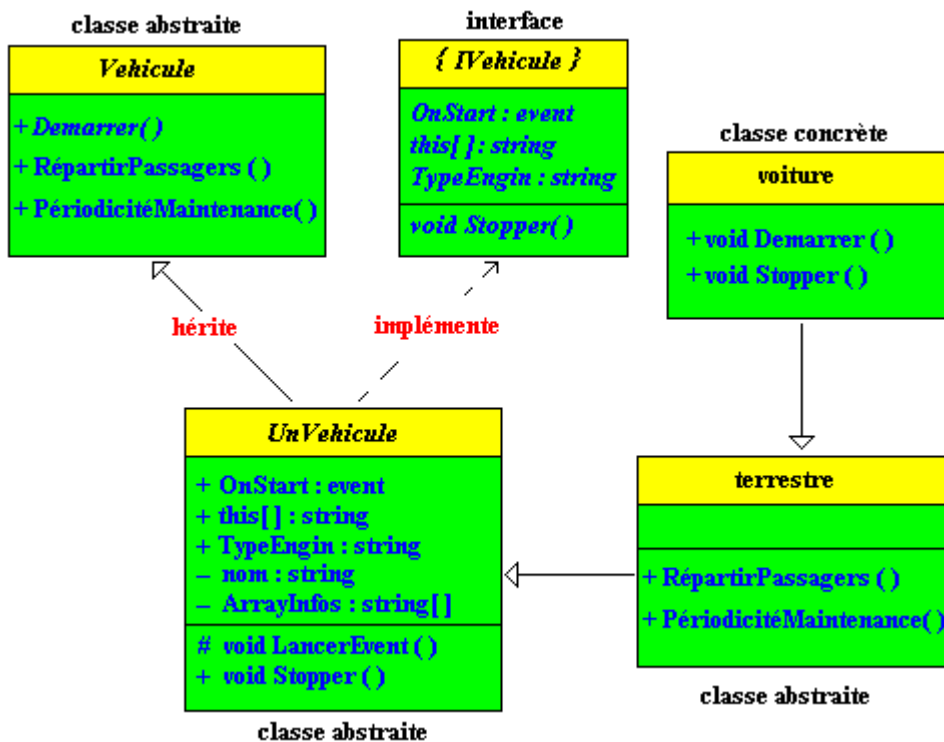 classe abstraite
Vehicule
+ Demarrer( )
+ RépartirPassagers ( )
+ PériodicitéMaintenance( )
interface
{ IVehicule }
OnStart : event
this[ ] : string
TypeEngin : string
void Stopper( )
classe concrète
voiture
+ void Demarrer ( )
+ void Stopper ( )
hérite
implémente
UnVehicule
+ OnStart : event
+ this[ ] : string
+ TypeEngin : string
– nom : string
– ArrayInfos : string[ ]
# void LancerEvent ( )
+ void Stopper ( )
classe abstraite
terrestre
+ RépartirPassagers ( )
+ PériodicitéMaintenance( )
classe abstraite